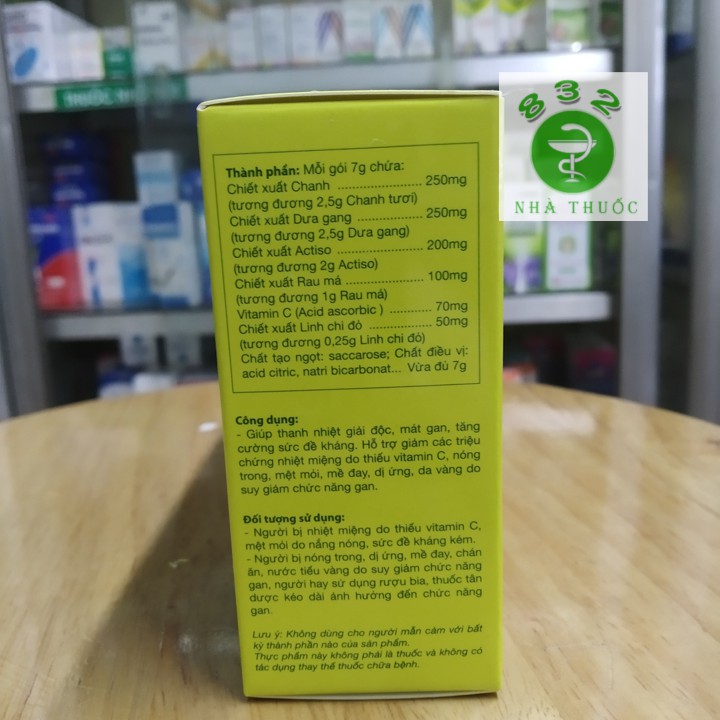 832
NHÀ THUỐC
THUỐC
Thành phần: Mỗi gói 7g chứa:
Chiết xuất Chanh ........................ 250mg
(tương đương 2,5g Chanh tươi)
Chiết xuất Dưa gang .................. 250mg
(tương đương 2,5g Dưa gang)
Chiết xuất Actiso ........................ 200mg
(tương đương 2g Actiso)
Chiết xuất Rau má ...................... 100mg
(tương đương 1g Rau má)
Vitamin C (Acid ascorbic ) ........... 70mg
Chiết xuất Linh chi đỏ ................. 50mg
(tương đương 0,25g Linh chi đỏ)
Chất tạo ngọt: saccarose; Chất điều vị:
acid citric, natri bicarbonat... Vừa đủ 7g
Công dụng:
- Giúp thanh nhiệt giải độc, mát gan, tăng
cường sức đề kháng. Hỗ trợ giảm các triệu
chứng nhiệt miệng do thiếu vitamin C, nóng
trong, mệt mỏi, mề đay, dị ứng, da vàng do
suy giảm chức năng gan.
Đối tượng sử dụng:
- Người bị nhiệt miệng do thiếu vitamin C,
mệt mỏi do nắng nóng, sức đề kháng kém.
- Người bị nóng trong, dị ứng, mề đay, chán
ăn, nước tiểu vàng do suy giảm chức năng
gan, người hay sử dụng rượu bia, thuốc tân
dược kéo dài ảnh hưởng đến chức năng
gan.
Lưu ý: Không dùng cho người mẫn cảm với bất
kỳ thành phần nào của sản phẩm.
Thực phẩm này không phải là thuốc và không có
tác dụng thay thế thuốc chữa bệnh.